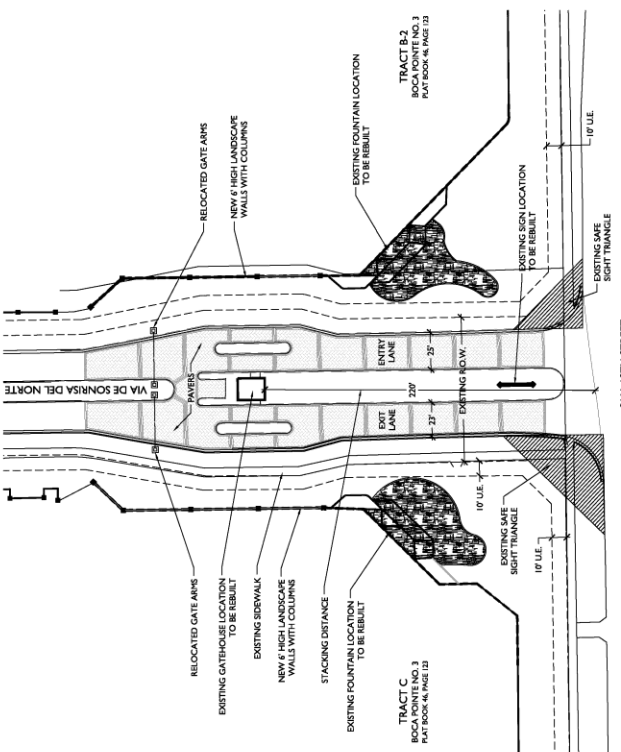 TRACT B-2
BOCA POINTE NO. 3
PLAT BOOK 46, PAGE 123
RELOCATED GATE ARMS
NEW 6' HIGH LANDSCAPE
WALLS WITH COLUMNS
EXISTING FOUNTAIN LOCATION
TO BE REBUILT
10' U.E.
EXISTING SIGN LOCATION
TO BE REBUILT
EXISTING SAFE
SIGHT TRIANGLE
VIA DE SONRISA DEL NORTE
PAVERS
ENTRY
LANE
25'
EXISTING R.O.W.
220'
EXIT
LANE
23'
10' U.E.
EXISTING SAFE
SIGHT TRIANGLE
10' U.E.
RELOCATED GATE ARMS
EXISTING GATEHOUSE LOCATION
TO BE REBUILT
EXISTING SIDEWALK
NEW 6' HIGH LANDSCAPE
WALLS WITH COLUMNS
STACKING DISTANCE
EXISTING FOUNTAIN LOCATION
TO BE REBUILT
TRACT C
BOCA POINTE NO. 3
PLAT BOOK 46, PAGE 123